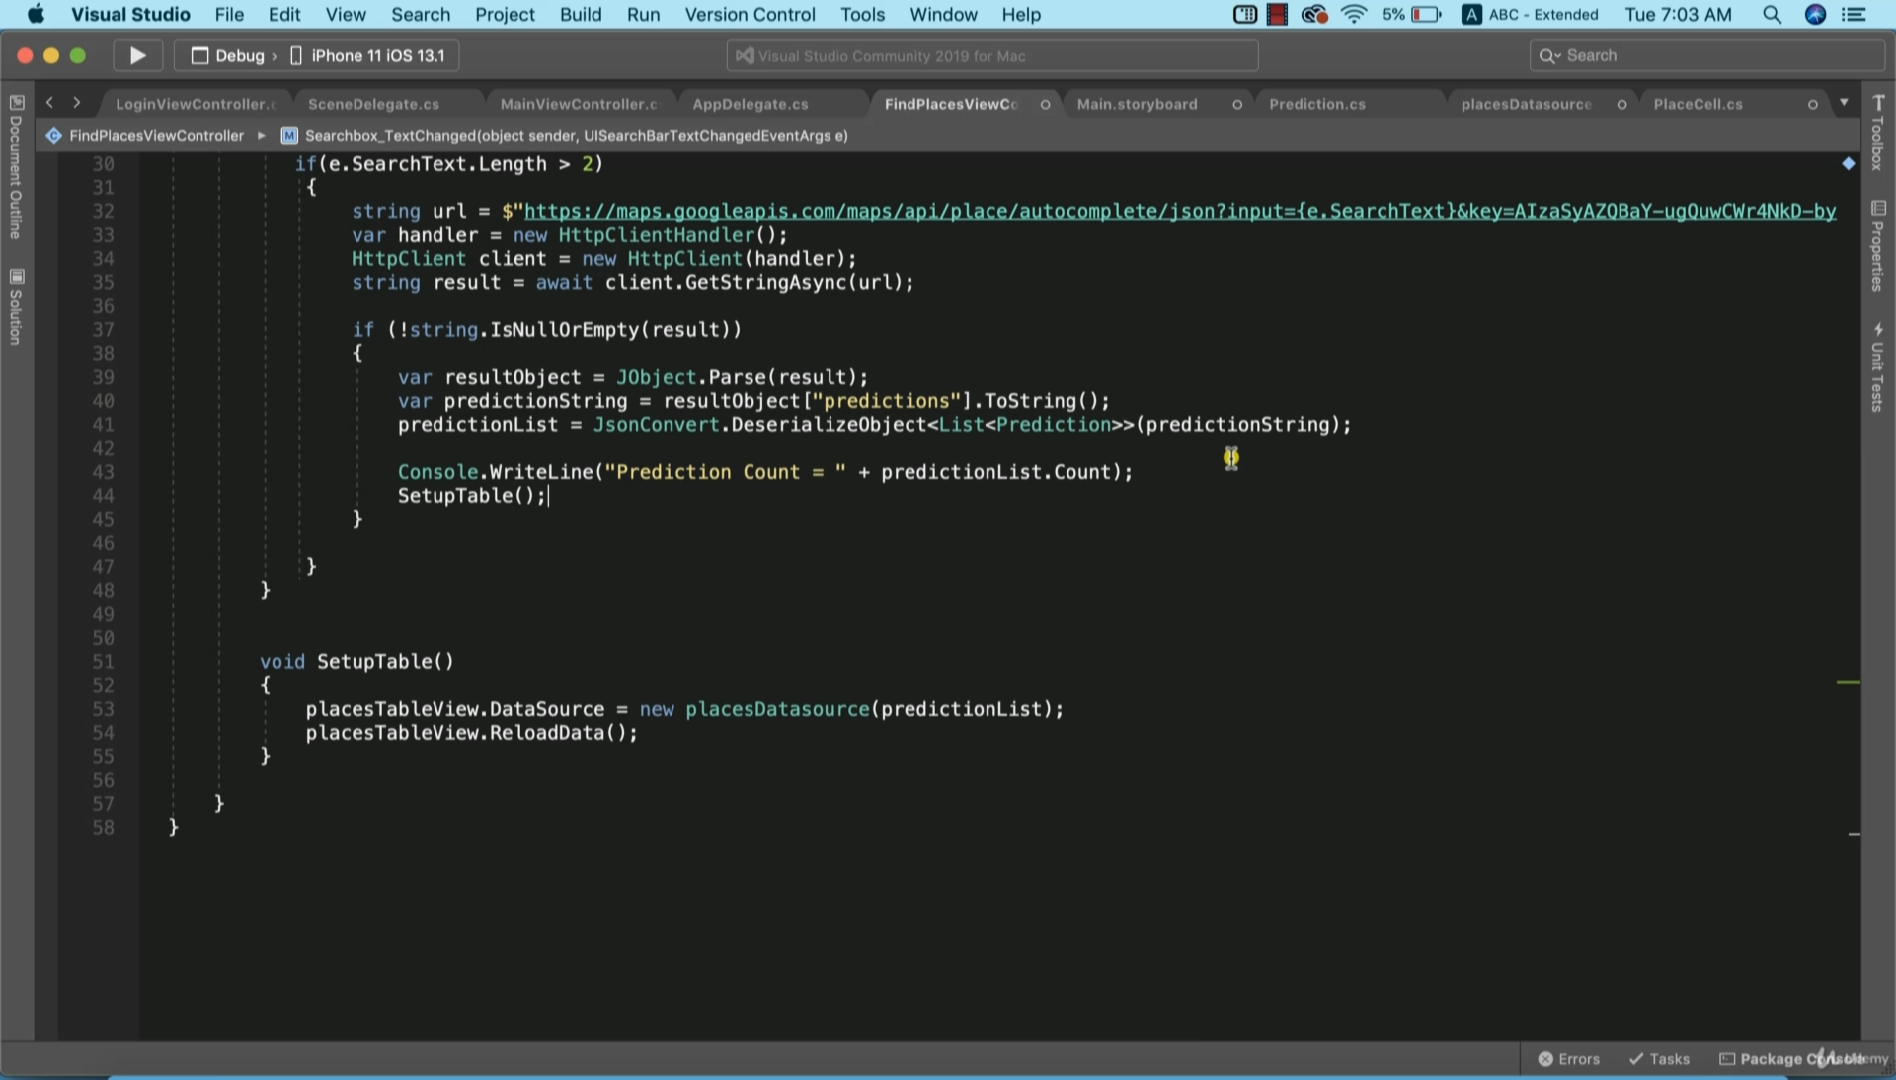 Visual Studio File Edit View Search Project Build Run Version Control Tools Window Help 5% A ABC - Extended Tue 7:03 AM
Debug › iPhone 11 iOS 13.1 Visual Studio Community 2019 for Mac Search
LoginViewController.c SceneDelegate.cs MainViewController.c AppDelegate.cs FindPlacesViewCo Main.storyboard Prediction.cs placesDatasource PlaceCell.cs
FindPlacesViewController ▸ M Searchbox_TextChanged(object sender, UISearchBarTextChangedEventArgs e)
Document Outline
Solution
Toolbox
Properties
Unit Tests
30 if(e.SearchText.Length > 2)
31 {
32 string url = $"https://maps.googleapis.com/maps/api/place/autocomplete/json?input={e.SearchText}&key=AIzaSyAZQBaY-ugQuwCWr4NkD-by
33 var handler = new HttpClientHandler();
34 HttpClient client = new HttpClient(handler);
35 string result = await client.GetStringAsync(url);
36
37 if (!string.IsNullOrEmpty(result))
38 {
39 var resultObject = JObject.Parse(result);
40 var predictionString = resultObject["predictions"].ToString();
41 predictionList = JsonConvert.DeserializeObject<List<Prediction>>(predictionString);
42
43 Console.WriteLine("Prediction Count = " + predictionList.Count);
44 SetupTable();
45 }
46
47 }
48 }
49
50
51 void SetupTable()
52 {
53 placesTableView.DataSource = new placesDatasource(predictionList);
54 placesTableView.ReloadData();
55 }
56
57 }
58 }
Errors Tasks Package Console